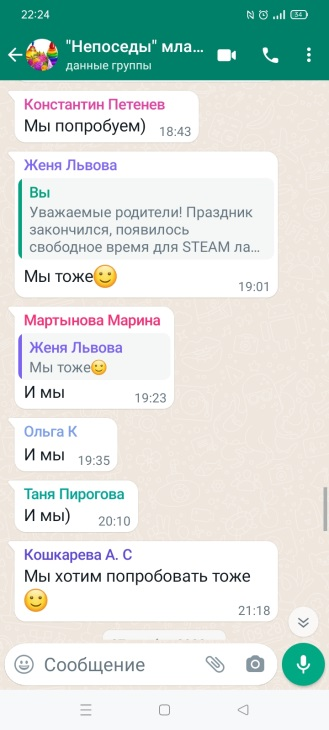 22:24
34
"Непоседы" мла...
данные группы
Константин Петенев
Мы попробуем)
18:43
Женя Львова
Вы
Уважаемые родители! Праздник
закончился, появилось
свободное время для STEAM ла...
Мы тоже
19:01
Мартынова Марина
Женя Львова
Мы тоже
И мы
19:23
Ольга К
И мы
19:35
Таня Пирогова
И мы)
20:10
Кошкарева А. С
Мы хотим попробовать тоже
21:18
Сообщение